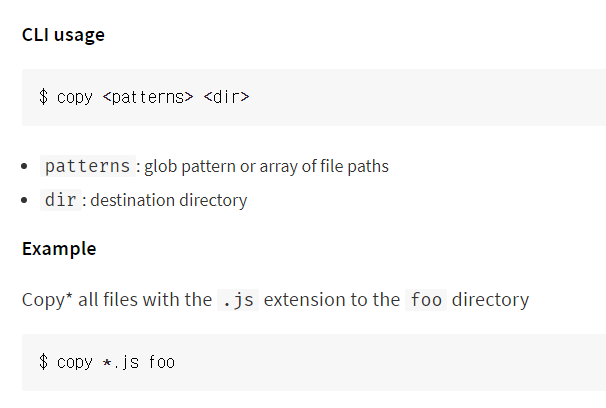 CLI usage
$ copy <patterns> <dir>
• patterns : glob pattern or array of file paths
• dir : destination directory
Example
Copy* all files with the .js extension to the foo directory
$ copy *.js foo